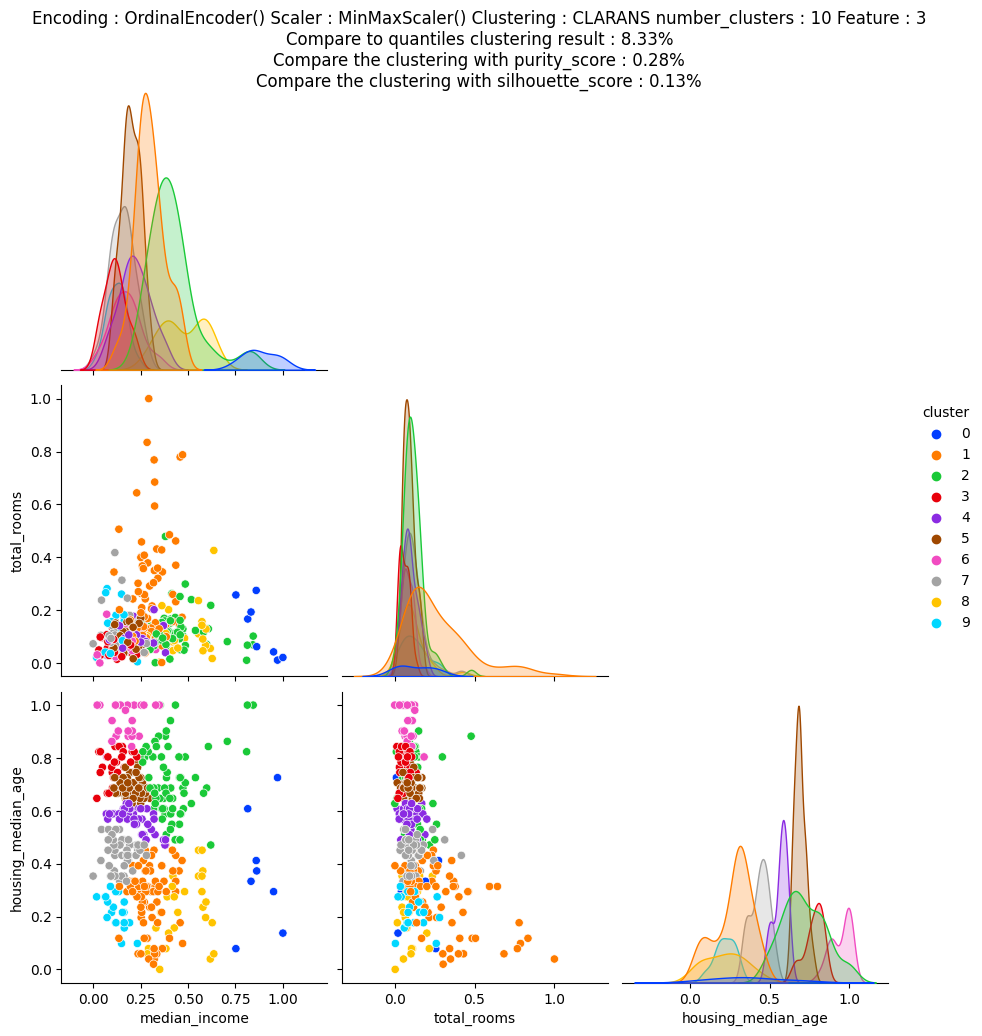 Encoding : OrdinalEncoder() Scaler : MinMaxScaler() Clustering : CLARANS number_clusters : 10 Feature : 3
Compare to quantiles clustering result : 8.33%
Compare the clustering with purity_score : 0.28%
Compare the clustering with silhouette_score : 0.13%
total_rooms
1.0
0.8
0.6
0.4
0.2
0.0
cluster
0
1
2
3
4
5
6
7
8
9
housing_median_age
1.0
0.8
0.6
0.4
0.2
0.0
0.00 0.25 0.50 0.75 1.00
median_income
0.0 0.5 1.0
total_rooms
0.0 0.5 1.0
housing_median_age